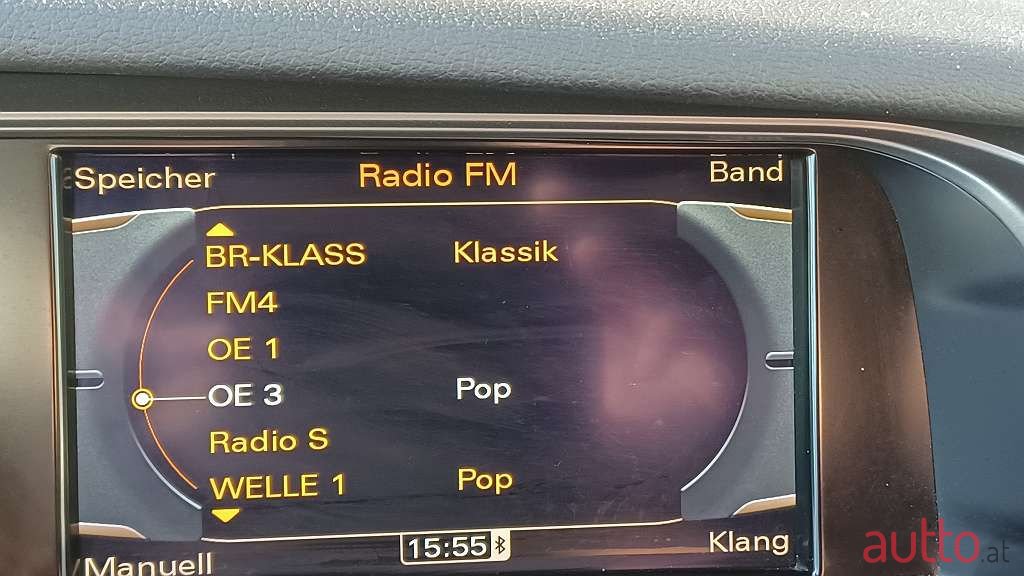 Speicher Radio FM Band
BR-KLASS Klassik
FM4
OE 1
OE 3 Pop
Radio S
WELLE 1 Pop
Manuell 15:55 Klang
autto.at